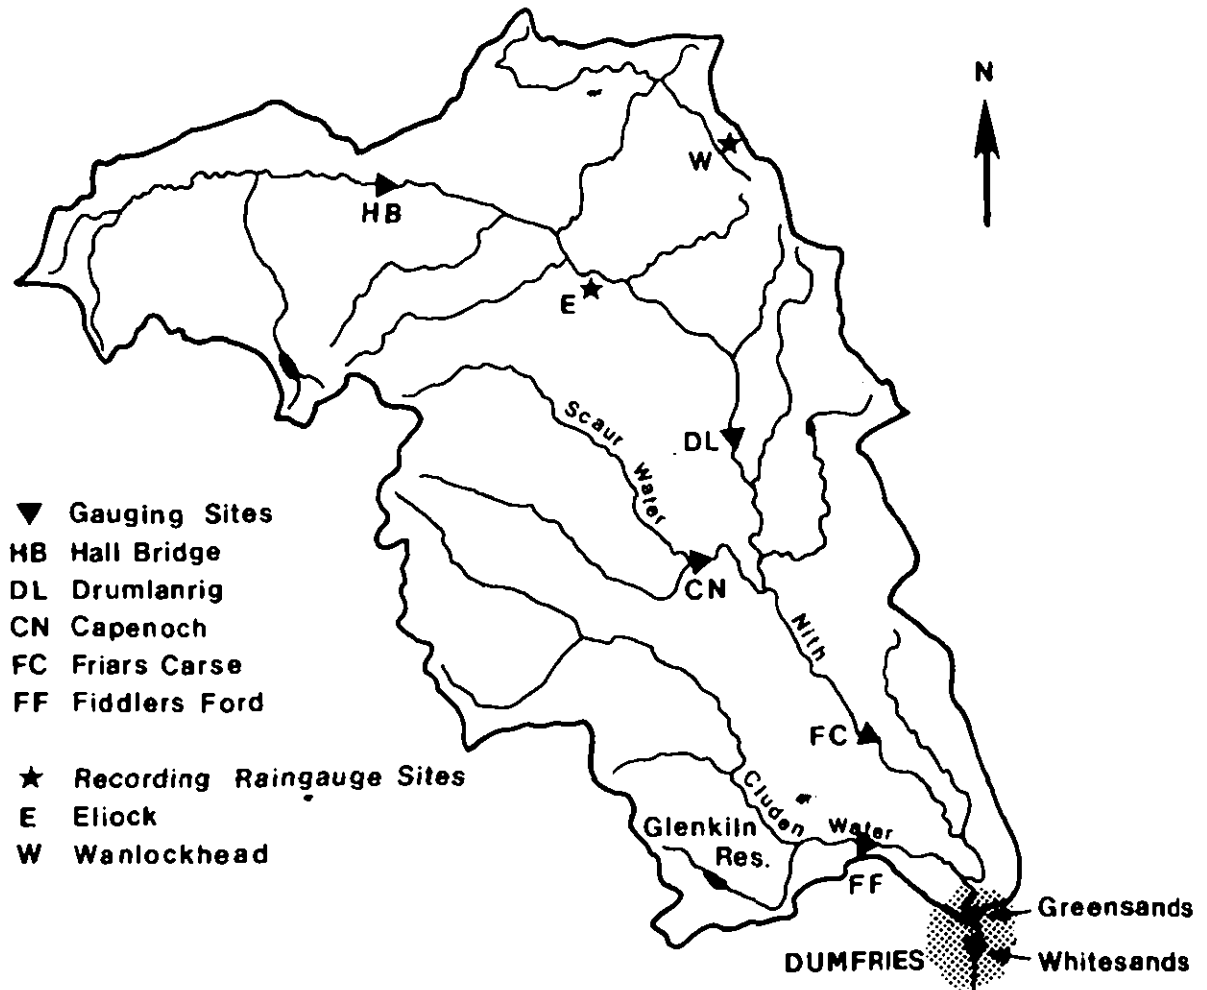 N
W
HB
E
Scaur Water
DL
▼ Gauging Sites
HB Hall Bridge
DL Drumlanrig
CN Capenoch
FC Friars Carse
FF Fiddlers Ford
CN
Nith
FC
★ Recording Raingauge Sites
E Eliock
W Wanlockhead
Cluden Water
Glenkiln
Res.
FF
Greensands
DUMFRIES
Whitesands